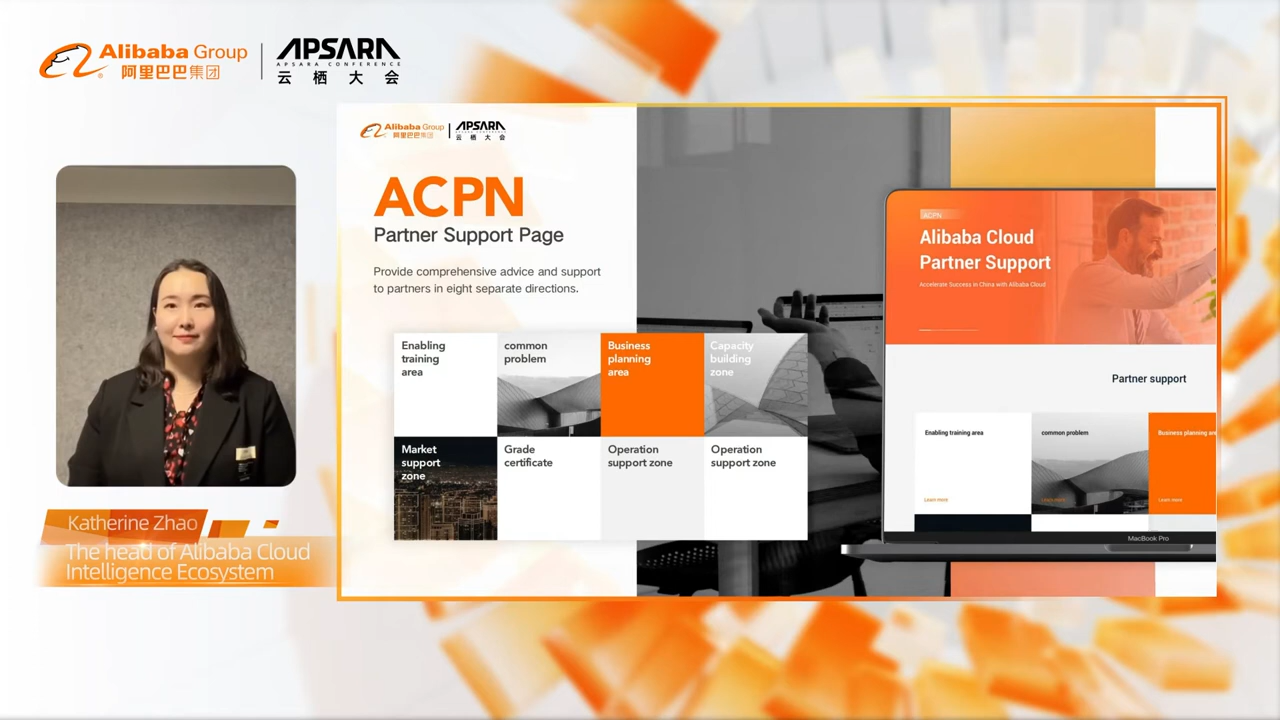 Alibaba Group
阿里巴巴集团
APSARA
APSARA CONFERENCE
云栖大会
Katherine Zhao
The head of Alibaba Cloud
Intelligence Ecosystem
Alibaba Group
阿里巴巴集团
APSARA
云栖大会
ACPN
Partner Support Page
Provide comprehensive advice and support
to partners in eight separate directions.
Enabling
training
area
common
problem
Business
planning
area
Capacity
building
zone
Market
support
zone
Grade
certificate
Operation
support zone
Operation
support zone
ACPN
Alibaba Cloud
Partner Support
Accelerate Success in China with Alibaba Cloud
Partner support
Enabling training area
common problem
Business planning are
Learn more
Learn more
Learn more
MacBook Pro